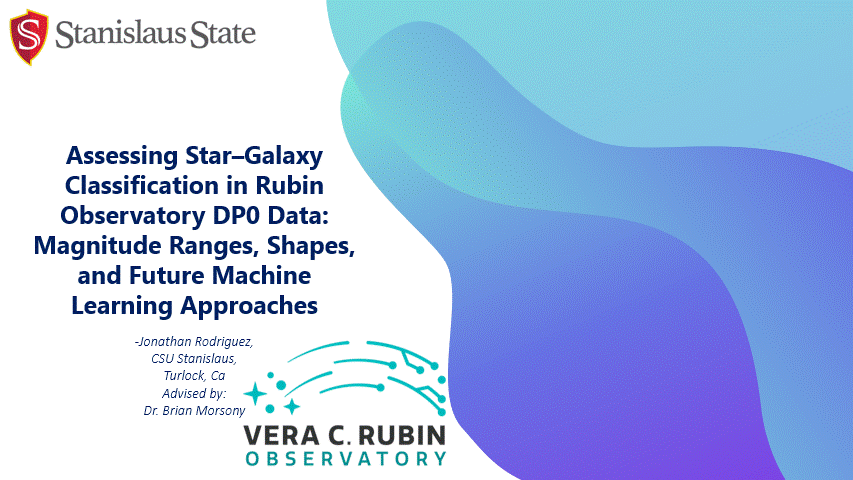 Stanislaus State
Assessing Star–Galaxy
Classification in Rubin
Observatory DP0 Data:
Magnitude Ranges, Shapes,
and Future Machine
Learning Approaches
-Jonathan Rodriguez,
CSU Stanislaus,
Turlock, Ca
Advised by:
Dr. Brian Morsony
VERA C. RUBIN
OBSERVATORY